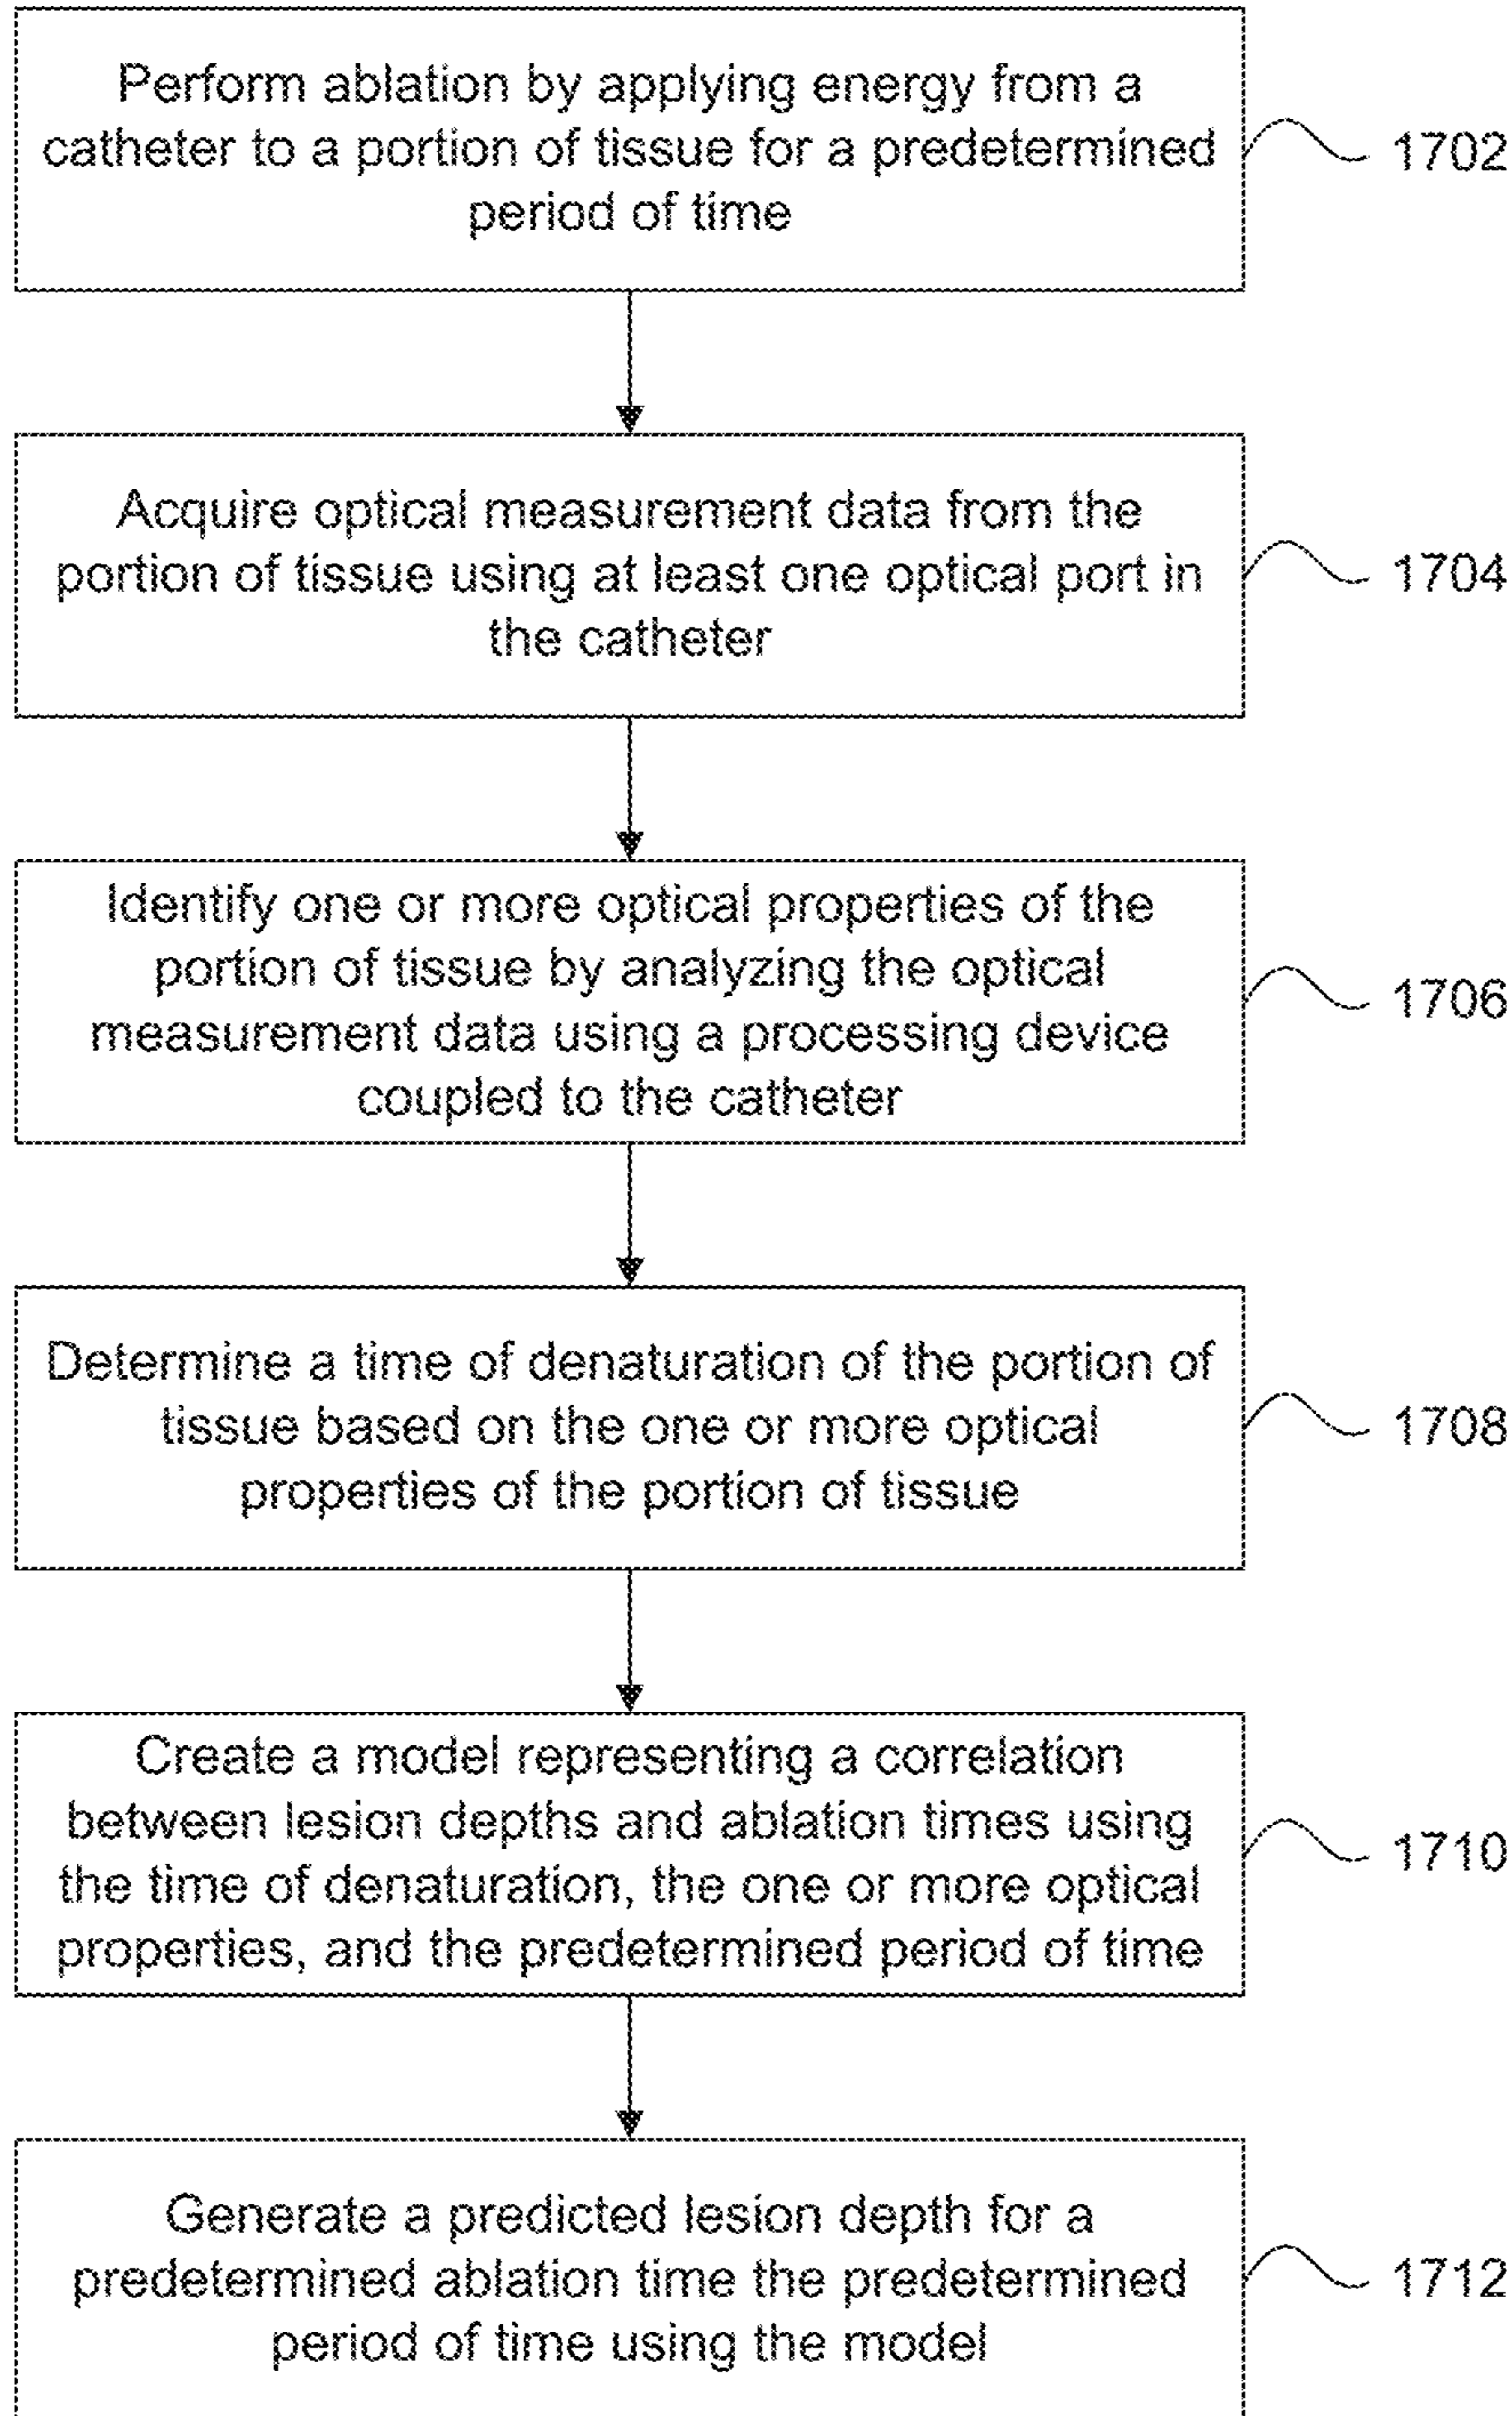 Perform ablation by applying energy from a
catheter to a portion of tissue for a predetermined
period of time
1702
Acquire optical measurement data from the
portion of tissue using at least one optical port in
the catheter
1704
Identify one or more optical properties of the
portion of tissue by analyzing the optical
measurement data using a processing device
coupled to the catheter
1706
Determine a time of denaturation of the portion of
tissue based on the one or more optical
properties of the portion of tissue
1708
Create a model representing a correlation
between lesion depths and ablation times using
the time of denaturation, the one or more optical
properties, and the predetermined period of time
1710
Generate a predicted lesion depth for a
predetermined ablation time the predetermined
period of time using the model
1712